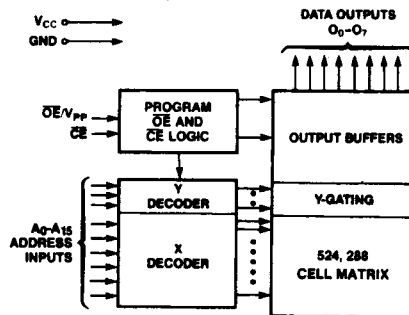 DATA OUTPUTS
O0–O7
VCC
GND
OE/VPP
CE
PROGRAM
OE AND
CE LOGIC
OUTPUT BUFFERS
Y
DECODER
Y-GATING
A0-A15
ADDRESS
INPUTS
X
DECODER
524, 288
CELL MATRIX